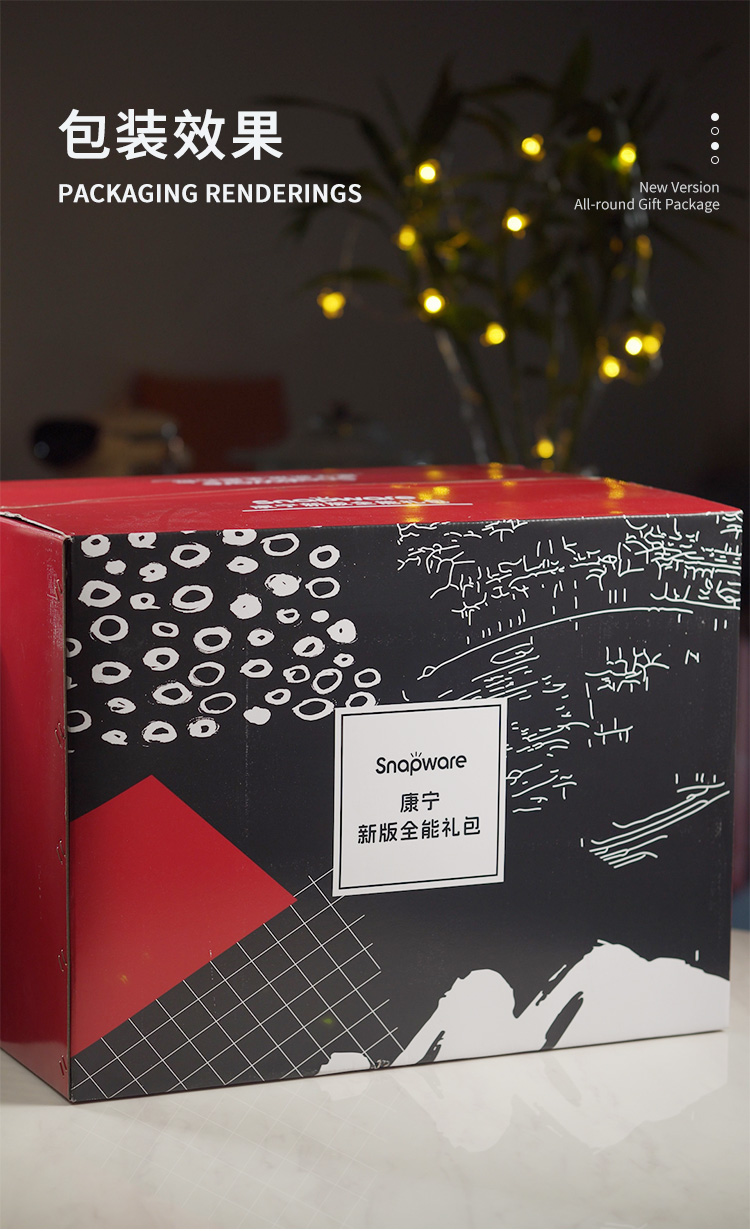 包装效果
PACKAGING RENDERINGS
New Version
All-round Gift Package
Snapware
Snapware
康宁
新版全能礼包